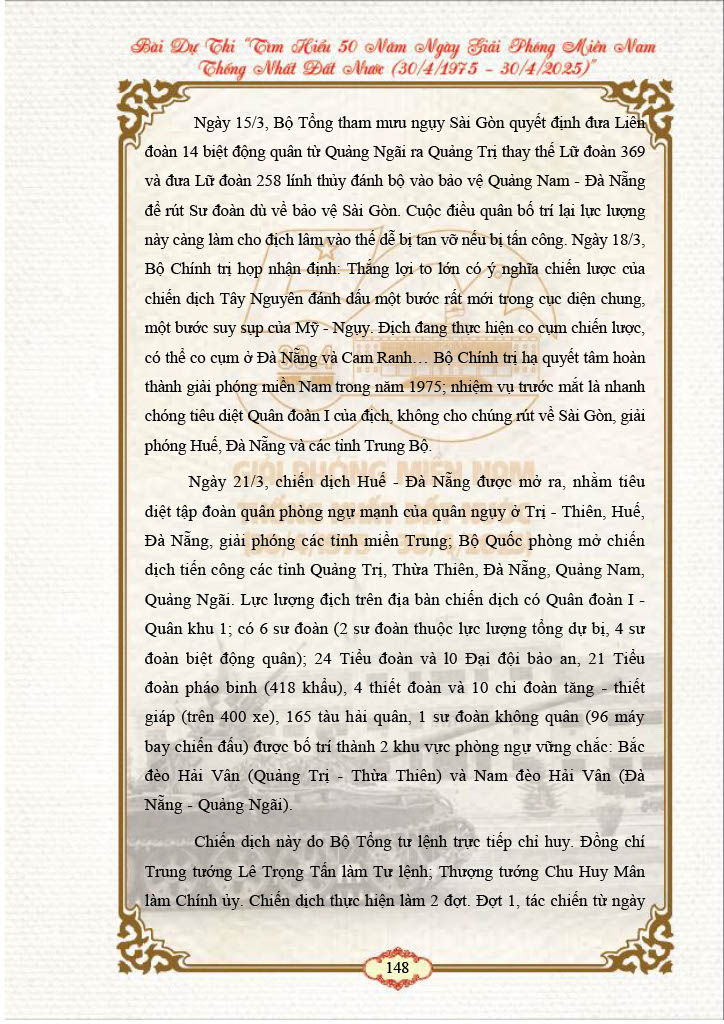 Bài Dự Thi “Tìm Hiểu 50 Năm Ngày Giải Phóng Miền Nam
Thống Nhất Đất Nước (30/4/1975 – 30/4/2025)”
Ngày 15/3, Bộ Tổng tham mưu ngụy Sài Gòn quyết định đưa Liên
đoàn 14 biệt động quân từ Quảng Ngãi ra Quảng Trị thay thế Lữ đoàn 369
và đưa Lữ đoàn 258 lính thủy đánh bộ vào bảo vệ Quảng Nam - Đà Nẵng
để rút Sư đoàn dù về bảo vệ Sài Gòn. Cuộc điều quân bố trí lại lực lượng
này càng làm cho địch lâm vào thế dễ bị tan vỡ nếu bị tấn công. Ngày 18/3,
Bộ Chính trị họp nhận định: Thắng lợi to lớn có ý nghĩa chiến lược của
chiến dịch Tây Nguyên đánh dấu một bước rất mới trong cục diện chung,
một bước suy sụp của Mỹ - Ngụy. Địch đang thực hiện co cụm chiến lược,
có thể co cụm ở Đà Nẵng và Cam Ranh… Bộ Chính trị hạ quyết tâm hoàn
thành giải phóng miền Nam trong năm 1975; nhiệm vụ trước mắt là nhanh
chóng tiêu diệt Quân đoàn I của địch, không cho chúng rút về Sài Gòn, giải
phóng Huế, Đà Nẵng và các tỉnh Trung Bộ.
GIẢI PHÓNG MIỀN NAM
Ngày 21/3, chiến dịch Huế - Đà Nẵng được mở ra, nhằm tiêu
diệt tập đoàn quân phòng ngự mạnh của quân ngụy ở Trị - Thiên, Huế,
THỐNG NHẤT ĐẤT NƯỚC
Đà Nẵng, giải phóng các tỉnh miền Trung; Bộ Quốc phòng mở chiến
(30/4/1975 - 30/4/2025)
dịch tiến công các tỉnh Quảng Trị, Thừa Thiên, Đà Nẵng, Quảng Nam,
Quảng Ngãi. Lực lượng địch trên địa bàn chiến dịch có Quân đoàn I -
Quân khu 1; có 6 sư đoàn (2 sư đoàn thuộc lực lượng tổng dự bị, 4 sư
đoàn biệt động quân); 24 Tiểu đoàn và l0 Đại đội bảo an, 21 Tiểu
đoàn pháo binh (418 khẩu), 4 thiết đoàn và 10 chi đoàn tăng - thiết
giáp (trên 400 xe), 165 tàu hải quân, 1 sư đoàn không quân (96 máy
bay chiến đấu) được bố trí thành 2 khu vực phòng ngự vững chắc: Bắc
đèo Hải Vân (Quảng Trị - Thừa Thiên) và Nam đèo Hải Vân (Đà
Nẵng - Quảng Ngãi).
Chiến dịch này do Bộ Tổng tư lệnh trực tiếp chỉ huy. Đồng chí
Trung tướng Lê Trọng Tấn làm Tư lệnh; Thượng tướng Chu Huy Mân
làm Chính ủy. Chiến dịch thực hiện làm 2 đợt. Đợt 1, tác chiến từ ngày
148